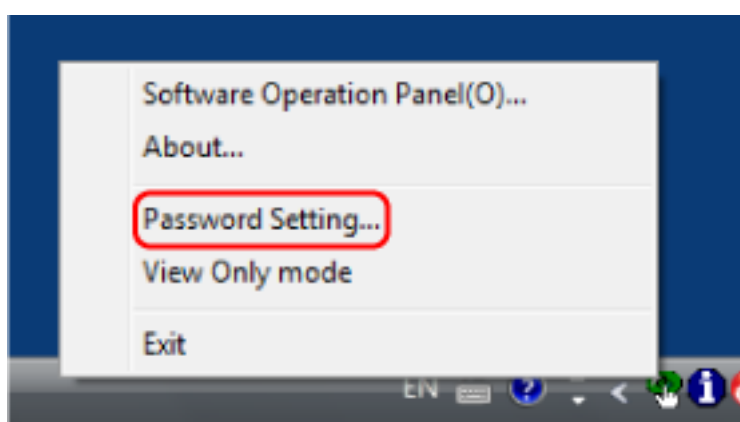 Software Operation Panel(O)...
About...
Password Setting...
View Only mode
Exit
EN